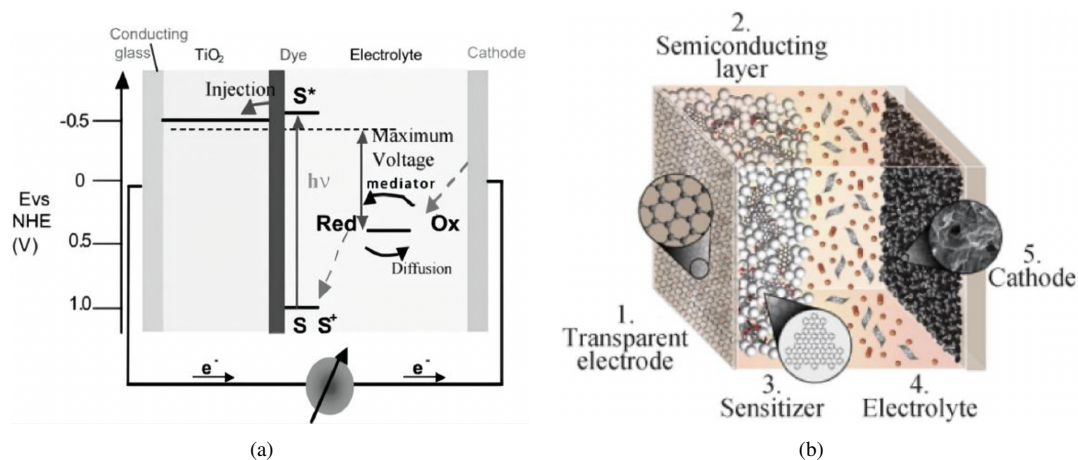 Conducting
glass
TiO₂
Dye
Electrolyte
Cathode
Injection
S*
-0.5
Maximum
Voltage
0
hν
mediator
Evs
NHE
(V)
Red
Ox
0.5
Diffusion
1.0
S S⁺
e⁻
e⁻
(a)
2.
Semiconducting
layer
5.
Cathode
1.
Transparent
electrode
3.
Sensitizer
4.
Electrolyte
(b)